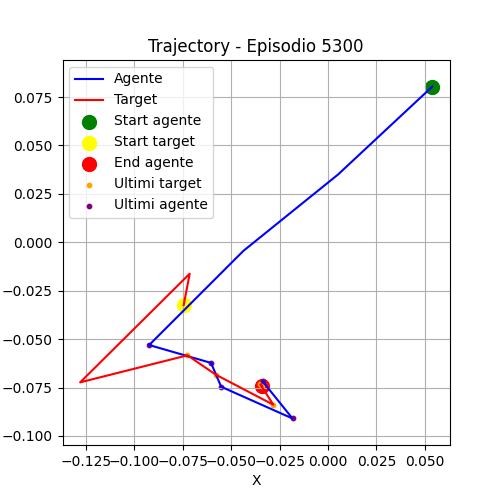 Trajectory - Episodio 5300
Agente
Target
Start agente
Start target
End agente
Ultimi target
Ultimi agente
0.075
0.050
0.025
0.000
−0.025
−0.050
−0.075
−0.100
−0.125 −0.100 −0.075 −0.050 −0.025 0.000 0.025 0.050
X